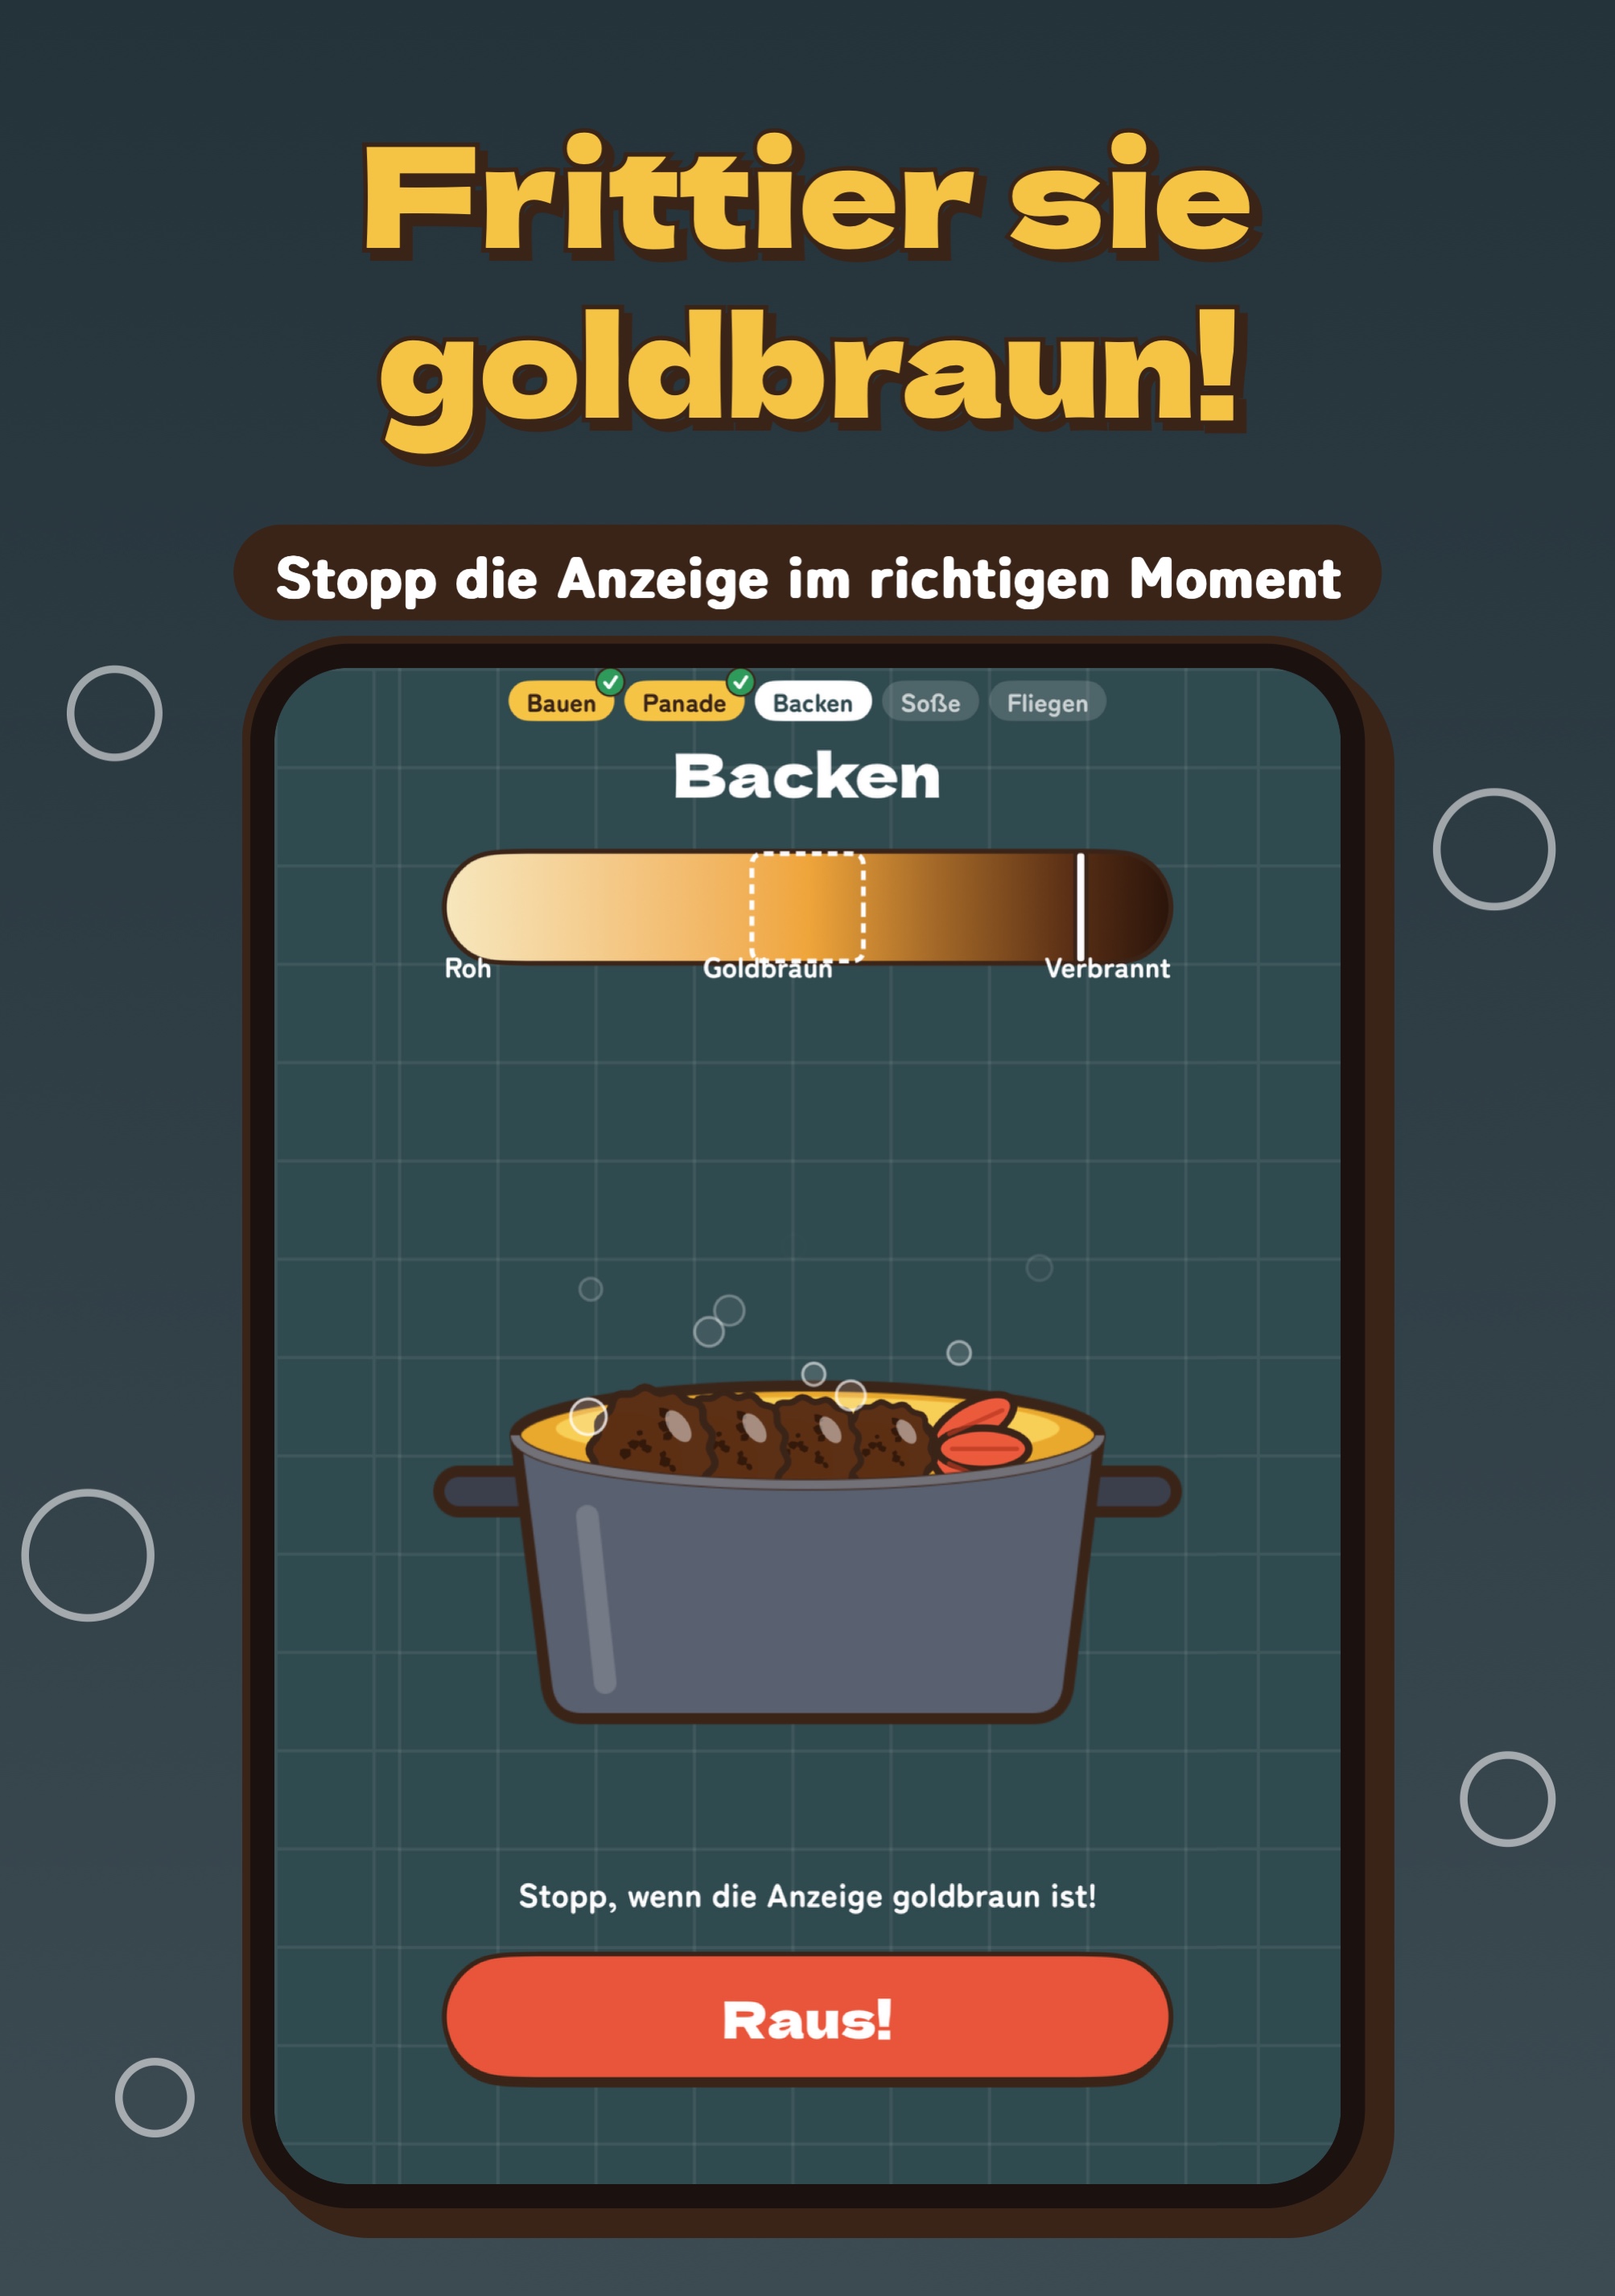 Frittier sie
goldbraun!
Stopp die Anzeige im richtigen Moment
Bauen Panade Backen Soße Fliegen
Backen
Roh Goldbraun Verbrannt
Stopp, wenn die Anzeige goldbraun ist!
Raus!